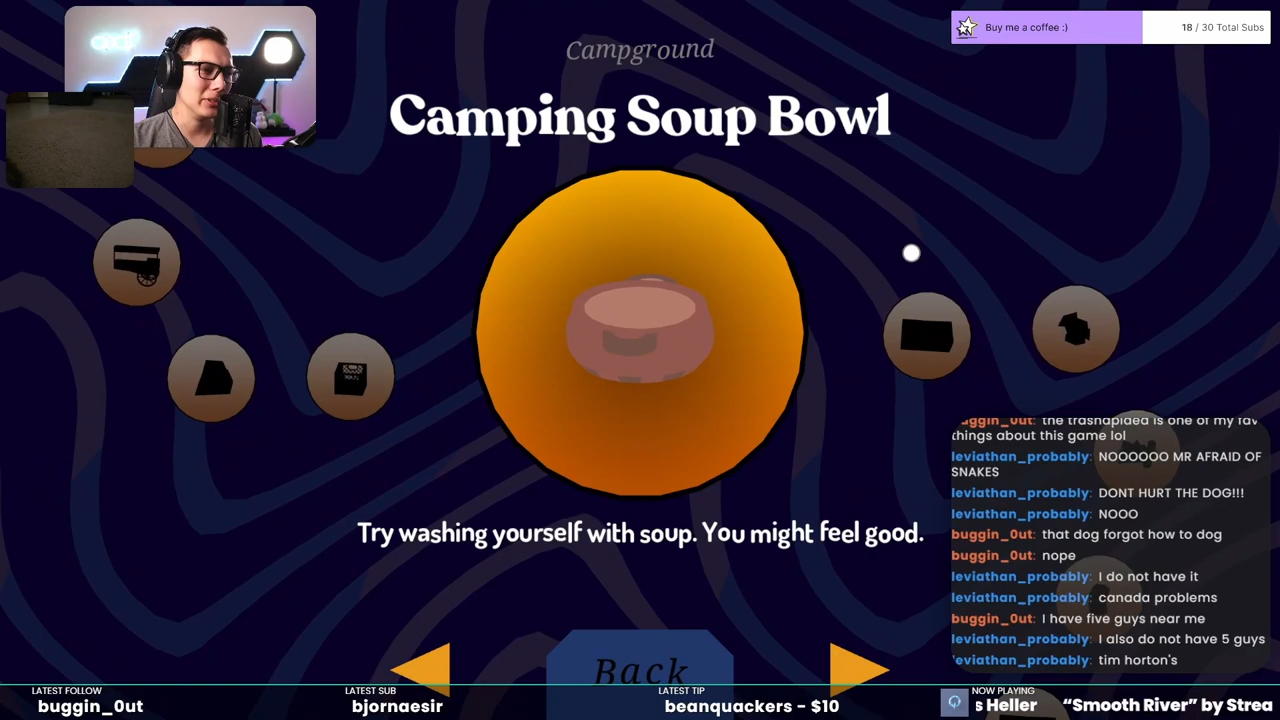 Campground
Camping Soup Bowl
Try washing yourself with soup. You might feel good.
Back
Buy me a coffee :)
18 / 30 Total Subs
buggin_0ut: the trashapidea is one of my fav
things about this game lol
leviathan_probably: NOOOOOO MR AFRAID OF
SNAKES
leviathan_probably: DONT HURT THE DOG!!!
leviathan_probably: NOOO
buggin_0ut: that dog forgot how to dog
buggin_0ut: nope
leviathan_probably: I do not have it
leviathan_probably: canada problems
buggin_0ut: I have five guys near me
leviathan_probably: I also do not have 5 guys
leviathan_probably: tim horton's
LATEST FOLLOW
buggin_0ut
LATEST SUB
bjornaesir
LATEST TIP
beanquackers - $10
NOW PLAYING
s Heller “Smooth River” by Strea